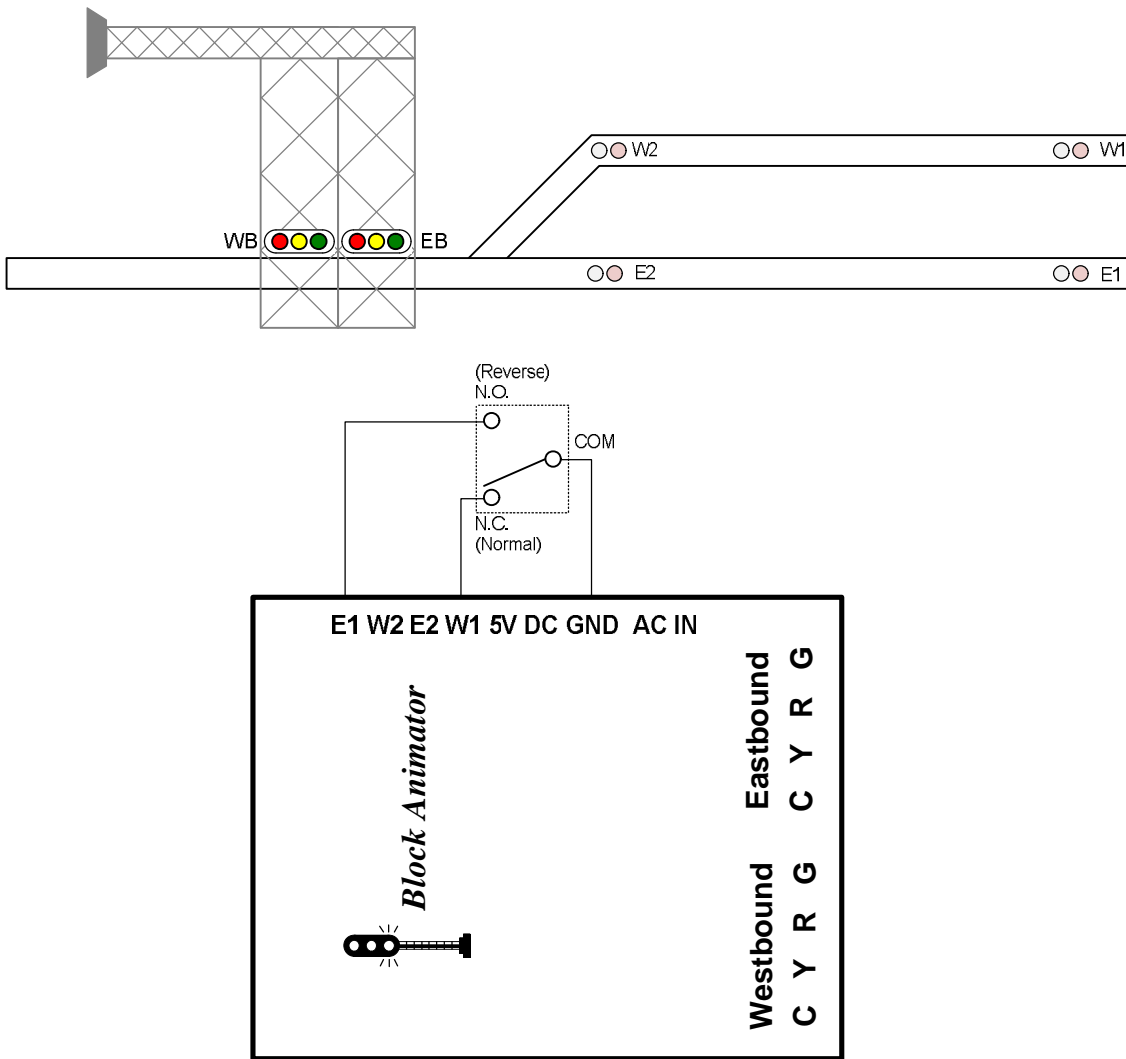 W2
W1
WB
EB
E2
E1
(Reverse)
N.O.
COM
N.C.
(Normal)
E1 W2 E2 W1 5V DC GND AC IN
Block Animator
Eastbound
C Y R G
Westbound
C Y R G